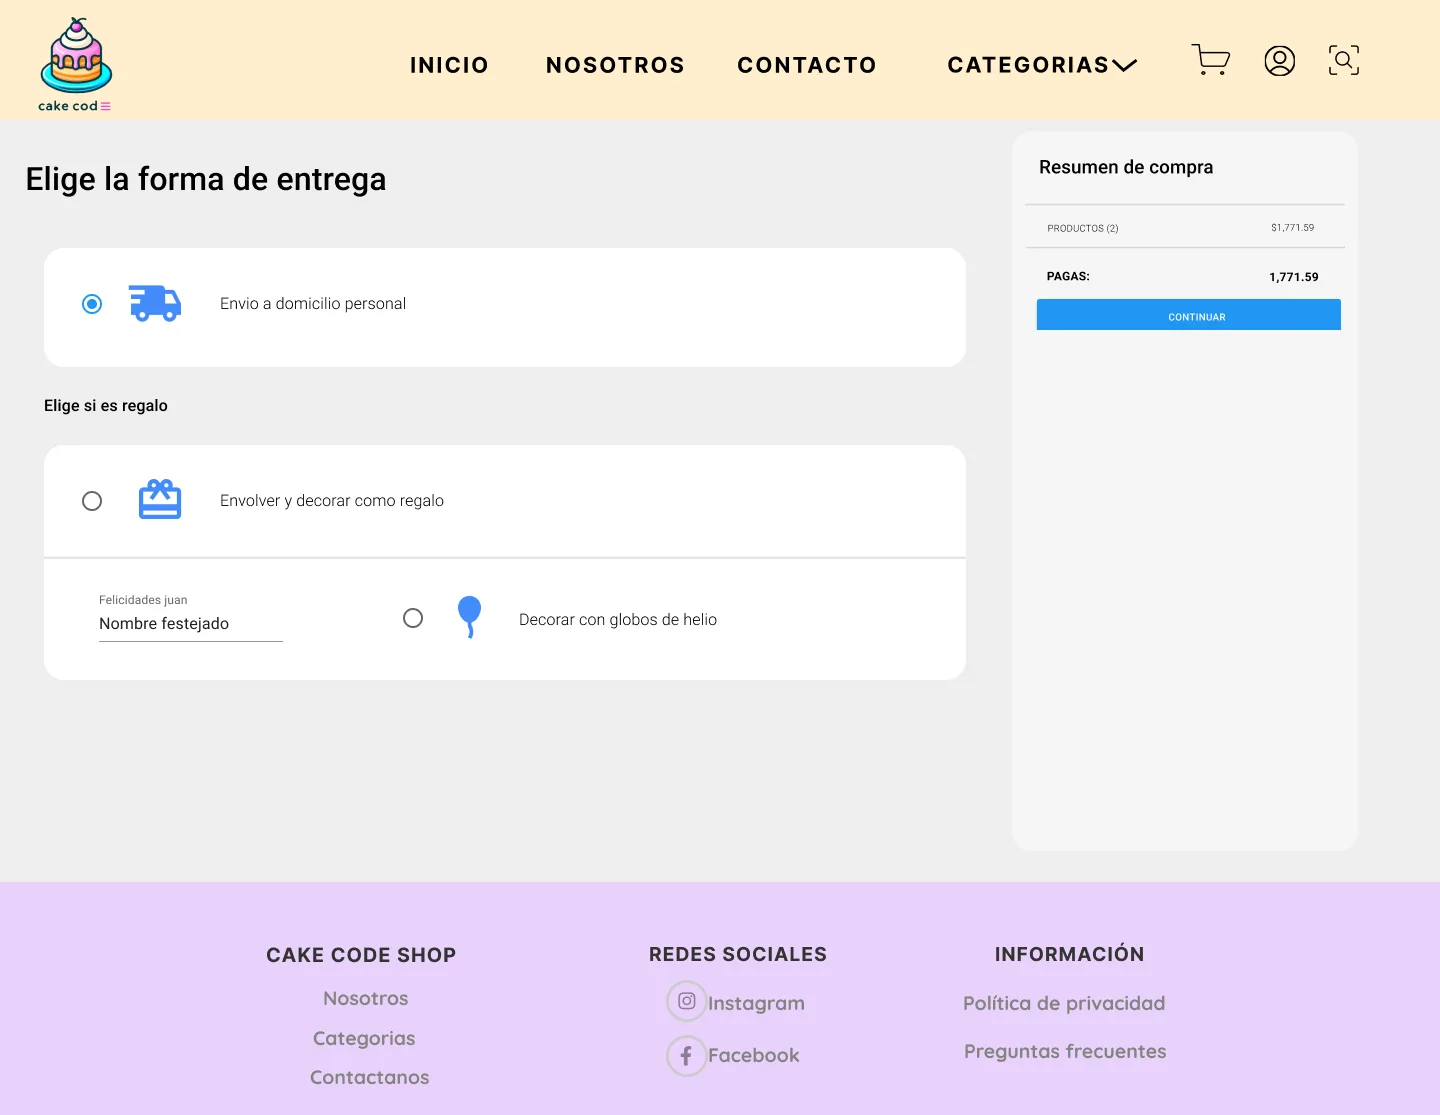 INICIO NOSOTROS CONTACTO CATEGORIAS
cake cod
Elige la forma de entrega
Envio a domicilio personal
Elige si es regalo
Envolver y decorar como regalo
Felicidades juan
Nombre festejado
Decorar con globos de helio
Resumen de compra
PRODUCTOS (2) $1,771.59
PAGAS: 1,771.59
CONTINUAR
CAKE CODE SHOP
Nosotros
Categorias
Contactanos
REDES SOCIALES
Instagram
Facebook
INFORMACIÓN
Política de privacidad
Preguntas frecuentes